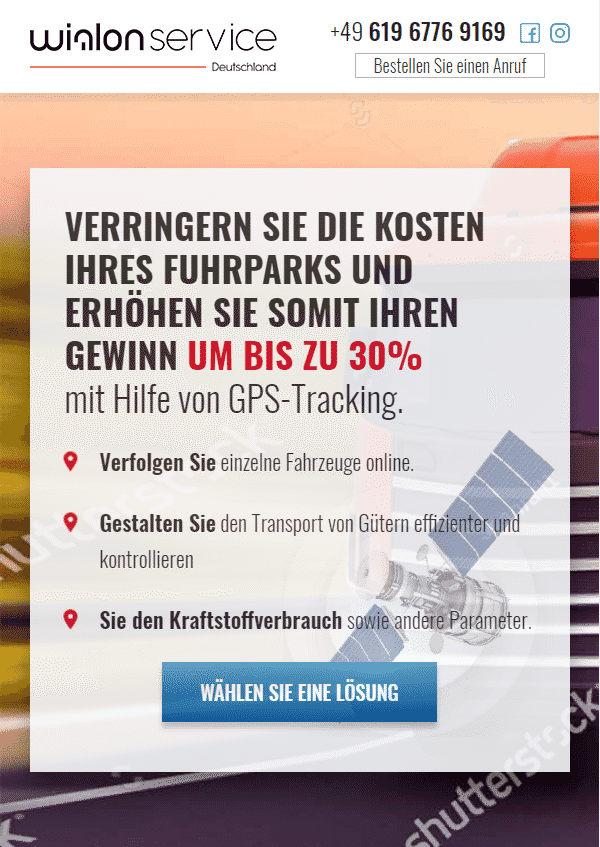 wialon service
Deutschland
+49 619 6776 9169
Bestellen Sie einen Anruf
VERRINGERN SIE DIE KOSTEN
IHRES FUHRPARKS UND
ERHÖHEN SIE SOMIT IHREN
GEWINN UM BIS ZU 30%
mit Hilfe von GPS-Tracking.
Verfolgen Sie einzelne Fahrzeuge online.
Gestalten Sie den Transport von Gütern effizienter und
kontrollieren
Sie den Kraftstoffverbrauch sowie andere Parameter.
WÄHLEN SIE EINE LÖSUNG
shutterstock
shutterstock